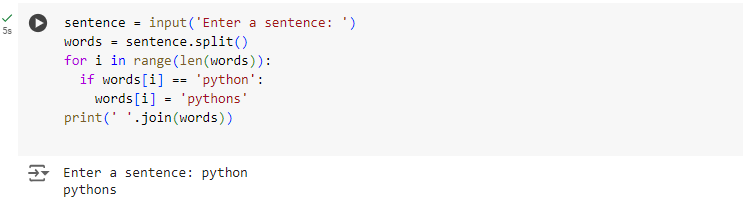 sentence = input('Enter a sentence: ')
words = sentence.split()
for i in range(len(words)):
  if words[i] == 'python':
    words[i] = 'pythons'
print(' '.join(words))
5s
Enter a sentence: python
pythons